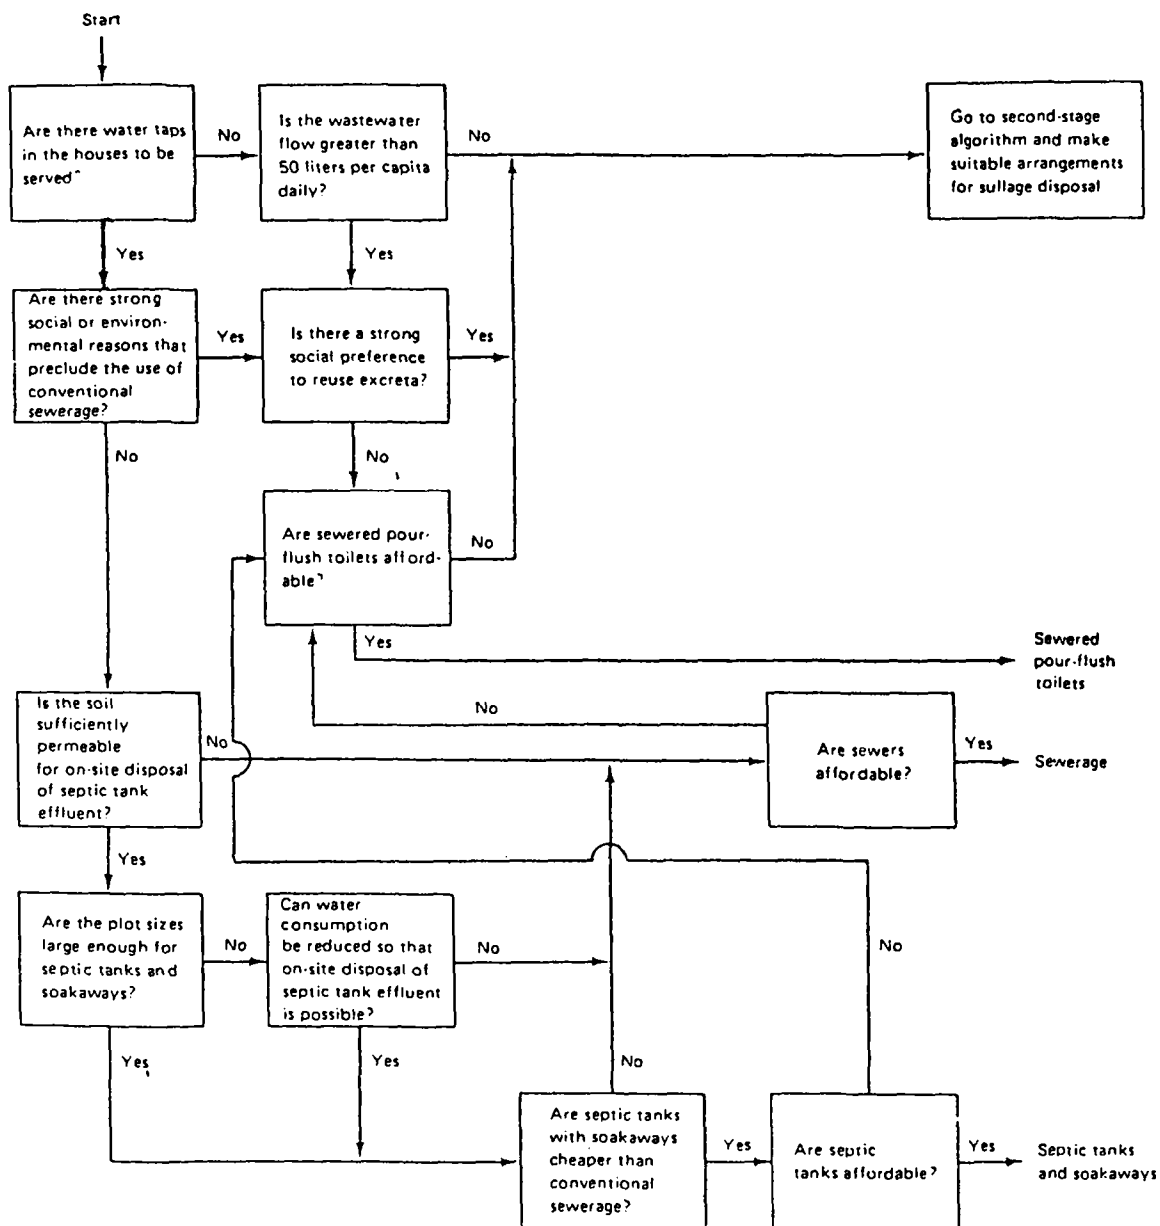 Start
Are there water taps
in the houses to be
servedˆ
No
Is the wastewater
flow greater than
50 liters per capita
daily?
No
Go to second-stage
algorithm and make
suitable arrangements
for sullage disposal
Yes
Yes
Are there strong
social or environ-
mental reasons that
preclude the use of
conventional
sewerage?
Yes
Is there a strong
social preference
to reuse excreta?
Yes
No
No
Are sewered pour-
flush toilets afford-
able?
No
Yes
Sewered
pour-flush
toilets
Is the soil
sufficiently
permeable
for on-site disposal
of septic tank
effluent?
No
No
Are sewers
affordable?
Yes
Sewerage
Yes
Are the plot sizes
large enough for
septic tanks and
soakaways?
No
Can water
consumption
be reduced so that
on-site disposal of
septic tank effluent
is possible?
No
No
Yes
Yes
No
Are septic tanks
with soakaways
cheaper than
conventional
sewerage?
Yes
Are septic
tanks affordable?
Yes
Septic tanks
and soakaways